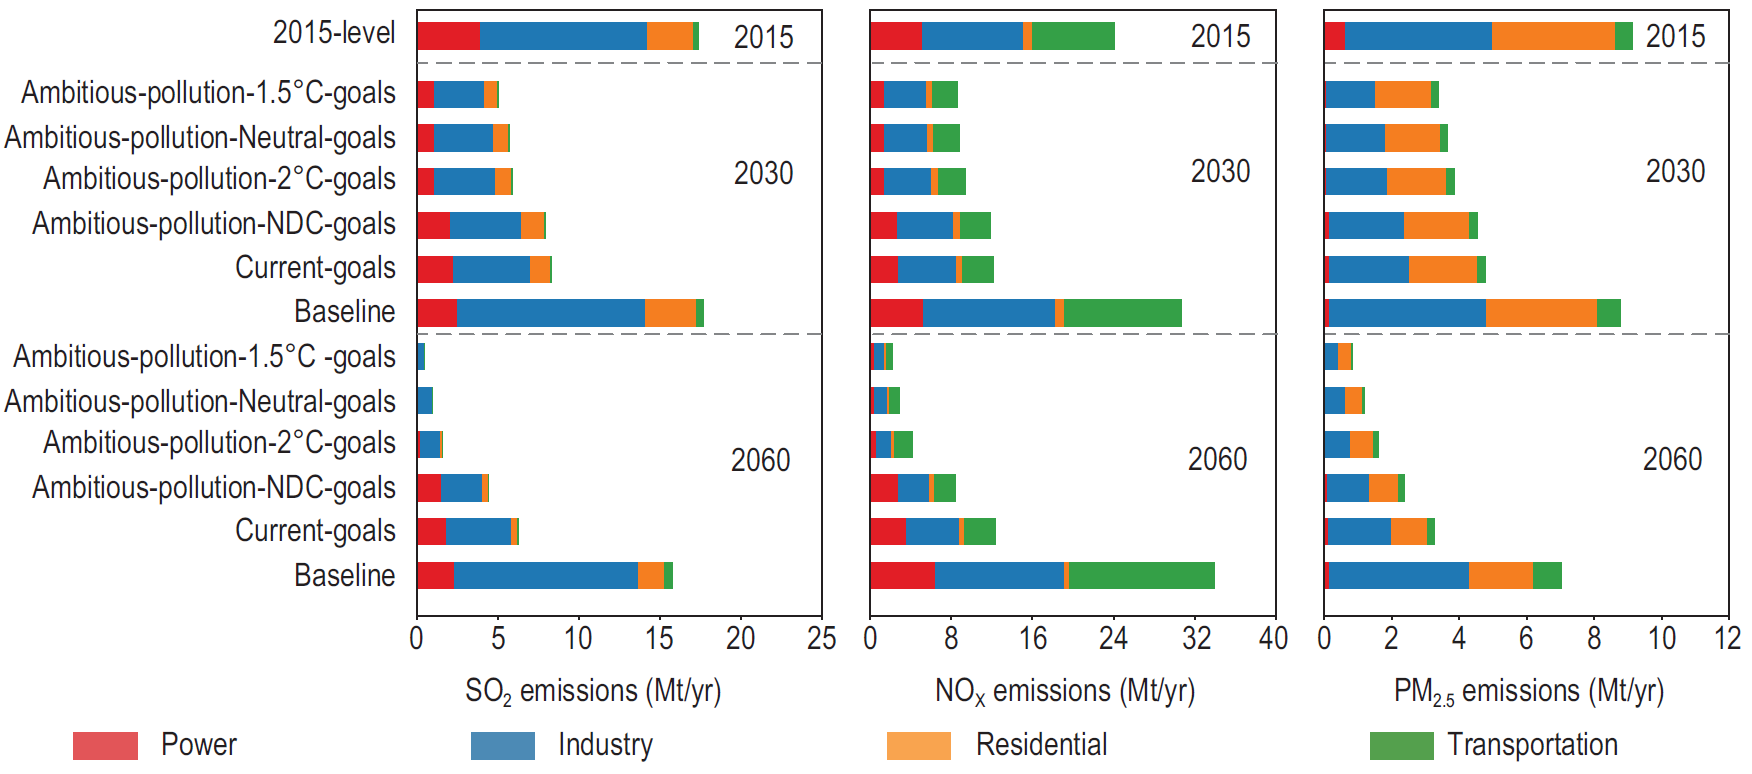 2015-level
2015
2015
2015
Ambitious-pollution-1.5°C-goals
Ambitious-pollution-Neutral-goals
Ambitious-pollution-2°C-goals
2030
2030
2030
Ambitious-pollution-NDC-goals
Current-goals
Baseline
Ambitious-pollution-1.5°C -goals
Ambitious-pollution-Neutral-goals
Ambitious-pollution-2°C-goals
2060
2060
2060
Ambitious-pollution-NDC-goals
Current-goals
Baseline
0 5 10 15 20 25
0 8 16 24 32 40
0 2 4 6 8 10 12
SO₂ emissions (Mt/yr)
NOₓ emissions (Mt/yr)
PM₂.₅ emissions (Mt/yr)
Power
Industry
Residential
Transportation